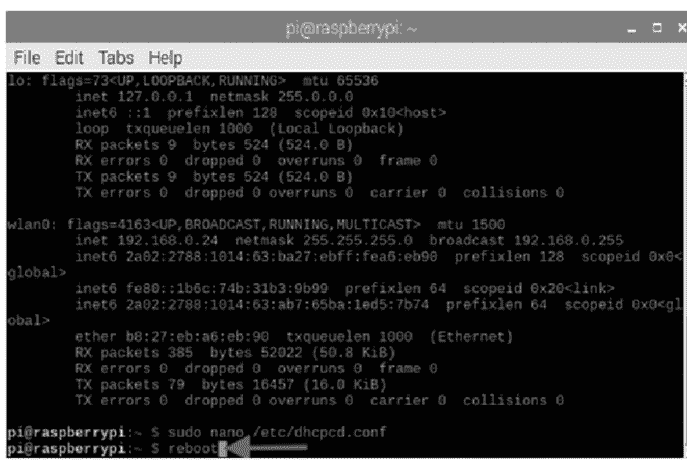 pi@raspberrypi: ~
File Edit Tabs Help
lo: flags=73<UP,LOOPBACK,RUNNING> mtu 65536
inet 127.0.0.1 netmask 255.0.0.0
inet6 ::1 prefixlen 128 scopeid 0x10<host>
loop txqueuelen 1000 (Local Loopback)
RX packets 9 bytes 524 (524.0 B)
RX errors 0 dropped 0 overruns 0 frame 0
TX packets 9 bytes 524 (524.0 B)
TX errors 0 dropped 0 overruns 0 carrier 0 collisions 0
wlan0: flags=4163<UP,BROADCAST,RUNNING,MULTICAST> mtu 1500
inet 192.168.0.24 netmask 255.255.255.0 broadcast 192.168.0.255
inet6 2a02:2788:1014:63:ba27:ebff:fea6:eb90 prefixlen 128 scopeid 0x0<
global>
inet6 fe80::1b6c:74b:31b3:9b99 prefixlen 64 scopeid 0x20<link>
inet6 2a02:2788:1014:63:ab7:65ba:1ed5:7b74 prefixlen 64 scopeid 0x0<gl
obal>
ether b8:27:eb:a6:eb:90 txqueuelen 1000 (Ethernet)
RX packets 385 bytes 52022 (50.8 KiB)
RX errors 0 dropped 0 overruns 0 frame 0
TX packets 79 bytes 16457 (16.0 KiB)
TX errors 0 dropped 0 overruns 0 carrier 0 collisions 0
pi@raspberrypi:~ $ sudo nano /etc/dhcpcd.conf
pi@raspberrypi:~ $ reboot